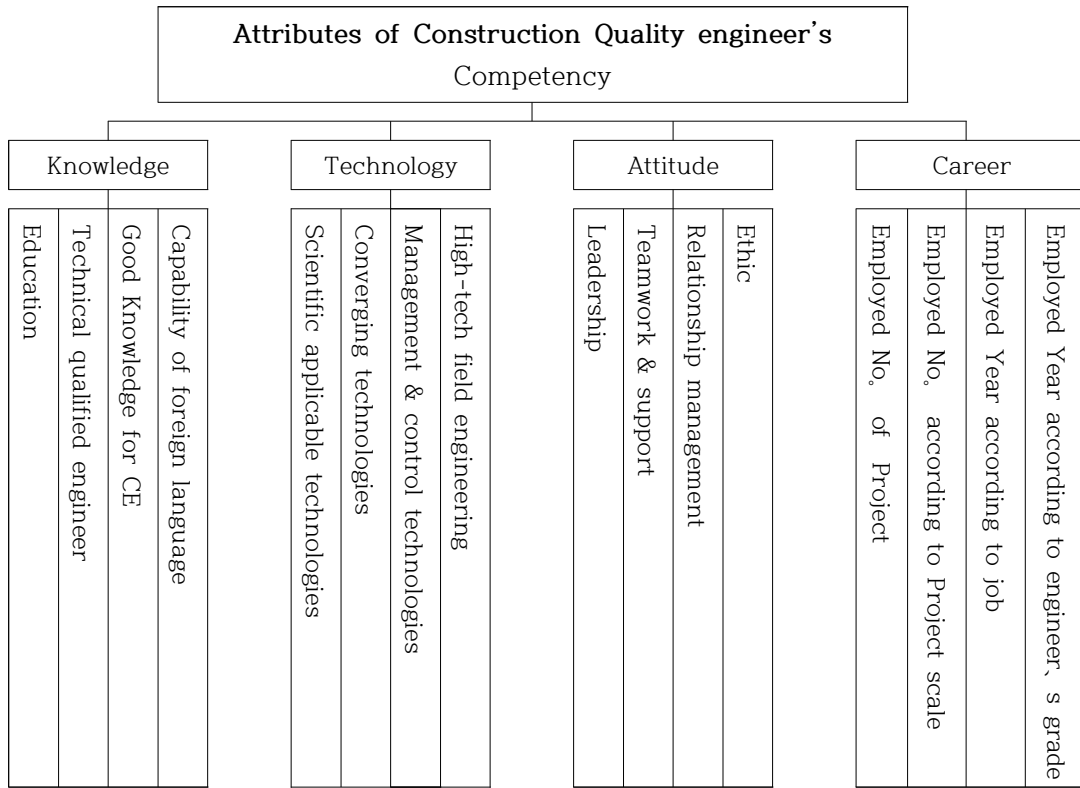 Attributes of Construction Quality engineer's
Competency
Knowledge
Technology
Attitude
Career
Education
Technical qualified engineer
Good Knowledge for CE
Capability of foreign language
Scientific applicable technologies
Converging technologies
Management & control technologies
High-tech field engineering
Leadership
Teamwork & support
Relationship management
Ethic
Employed No。 of Project
Employed No。 according to Project scale
Employed Year according to job
Employed Year according to engineer、s grade